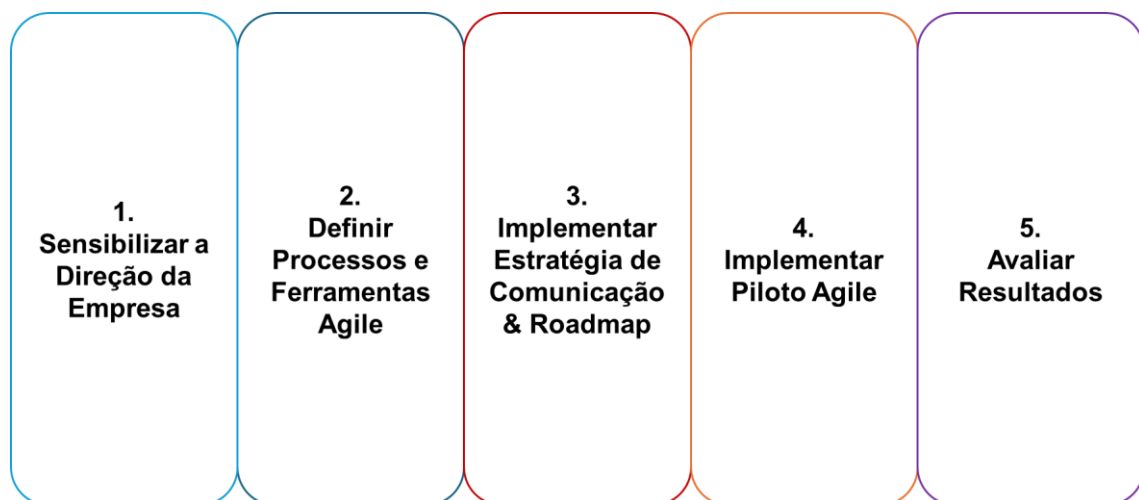 1.
Sensibilizar a
Direção da
Empresa
2.
Definir
Processos e
Ferramentas
Agile
3.
Implementar
Estratégia de
Comunicação
& Roadmap
4.
Implementar
Piloto Agile
5.
Avaliar
Resultados